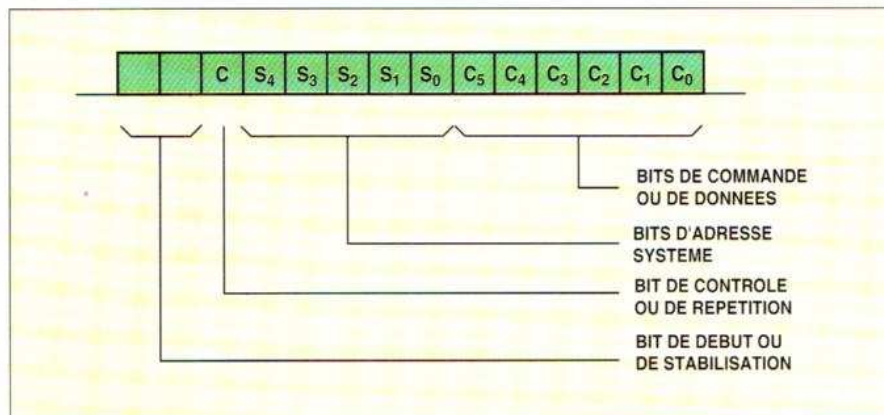 C S₄ S₃ S₂ S₁ S₀ C₅ C₄ C₃ C₂ C₁ C₀
BITS DE COMMANDE
OU DE DONNEES
BITS D'ADRESSE
SYSTEME
BIT DE CONTROLE
OU DE REPETITION
BIT DE DEBUT OU
DE STABILISATION